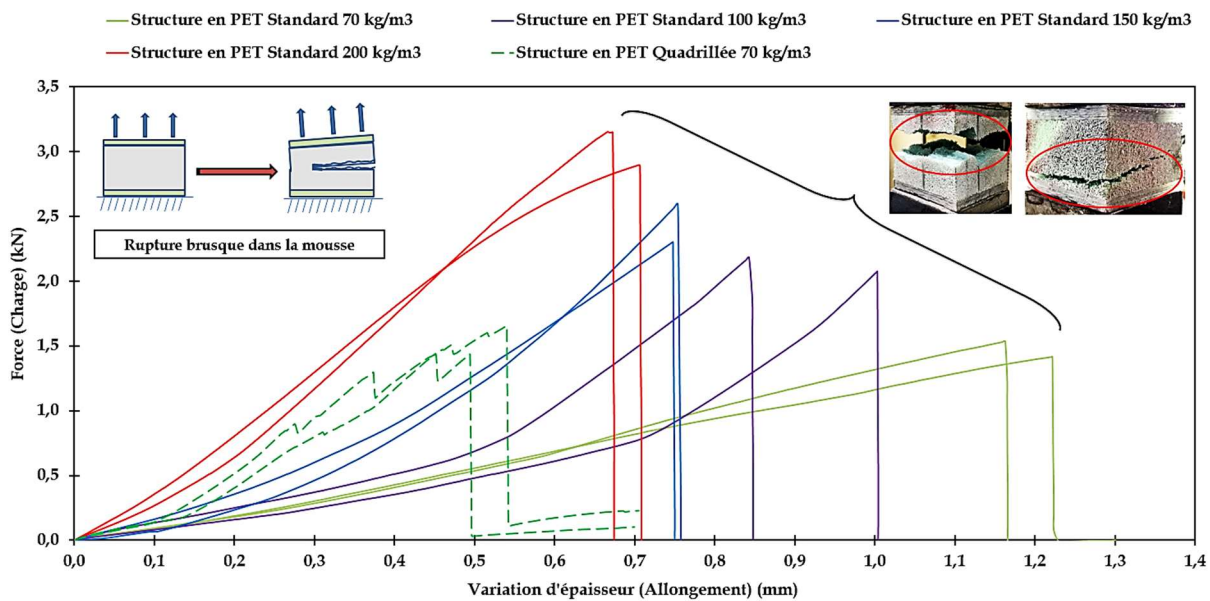 Structure en PET Standard 70 kg/m3
Structure en PET Standard 100 kg/m3
Structure en PET Standard 150 kg/m3
Structure en PET Standard 200 kg/m3
Structure en PET Quadrillée 70 kg/m3
Force (Charge) (kN)
3,5
3,0
2,5
2,0
1,5
1,0
0,5
0,0
Rupture brusque dans la mousse
0,0 0,1 0,2 0,3 0,4 0,5 0,6 0,7 0,8 0,9 1,0 1,1 1,2 1,3 1,4
Variation d'épaisseur (Allongement) (mm)